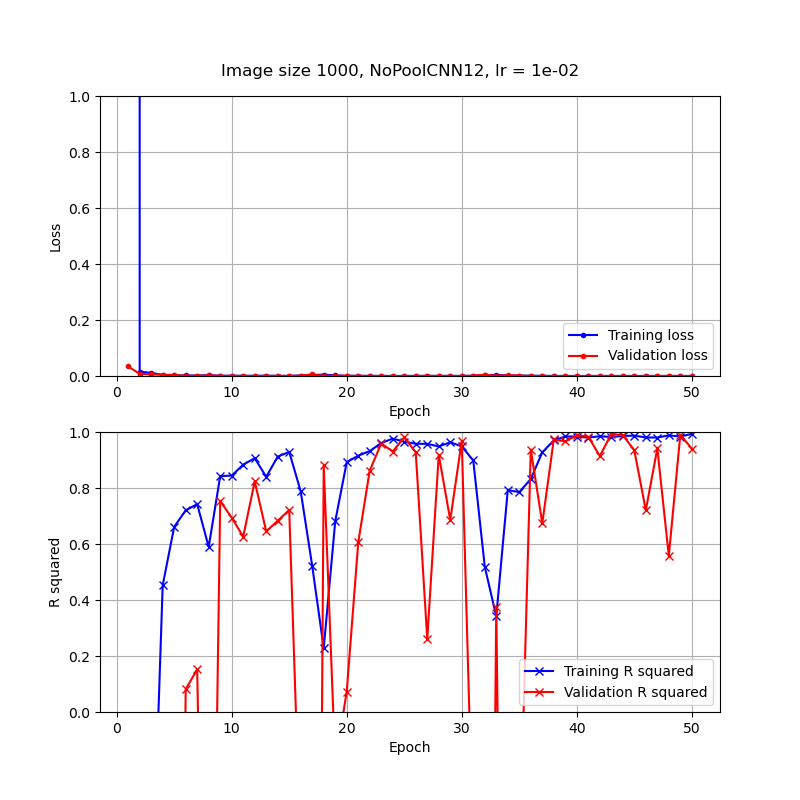 Image size 1000, NoPoolCNN12, lr = 1e-02
1.0
0.8
0.6
0.4
0.2
0.0
Loss
Training loss
Validation loss
0 10 20 30 40 50
Epoch
1.0
0.8
0.6
0.4
0.2
0.0
R squared
Training R squared
Validation R squared
0 10 20 30 40 50
Epoch